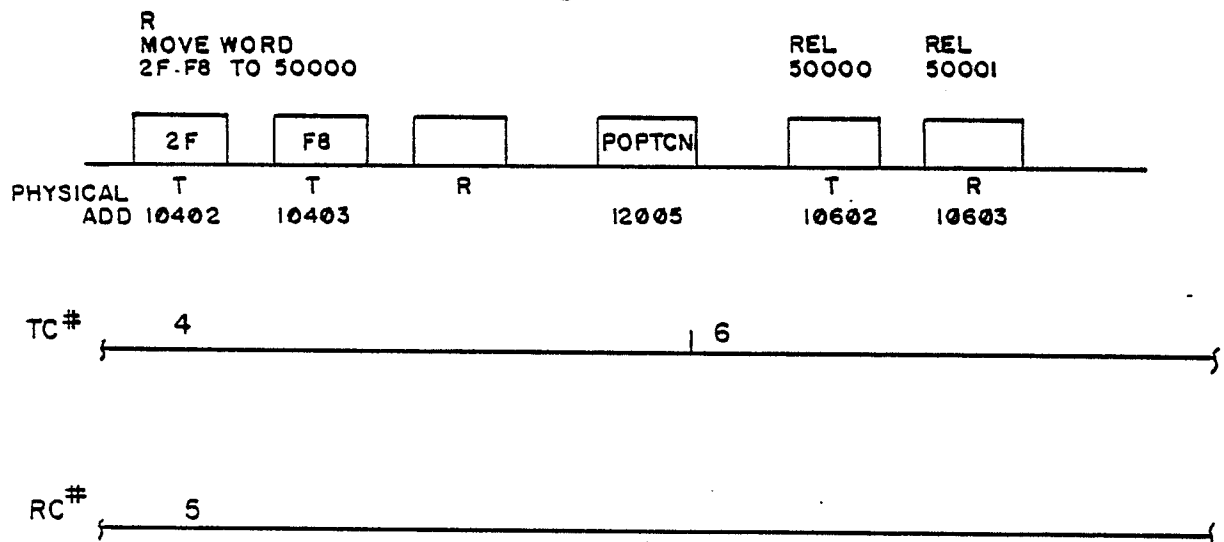 R
MOVE WORD
2F-F8 TO 50000
REL
50000
REL
50001
2F
F8
POPTCN
PHYSICAL
ADD
T
10402
T
10403
R
12005
T
10602
R
10603
TC#
4
6
RC#
5